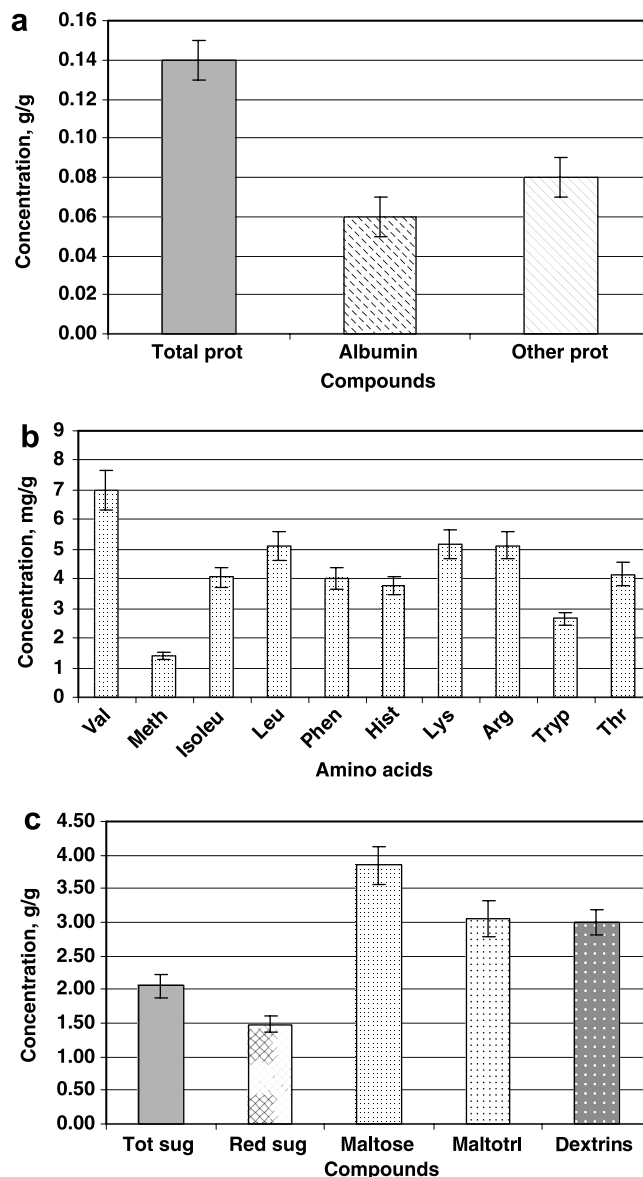 a
0.16
0.14
0.12
0.10
0.08
0.06
0.04
0.02
0.00
Concentration, g/g
Total prot Albumin Other prot
Compounds
b
9
8
7
6
5
4
3
2
1
0
Concentration, mg/g
Val Meth Isoleu Leu Phen Hist Lys Arg Tryp Thr
Amino acids
c
4.50
4.00
3.50
3.00
2.50
2.00
1.50
1.00
0.50
0.00
Concentration, g/g
Tot sug Red sug Maltose Maltotrl Dextrins
Compounds